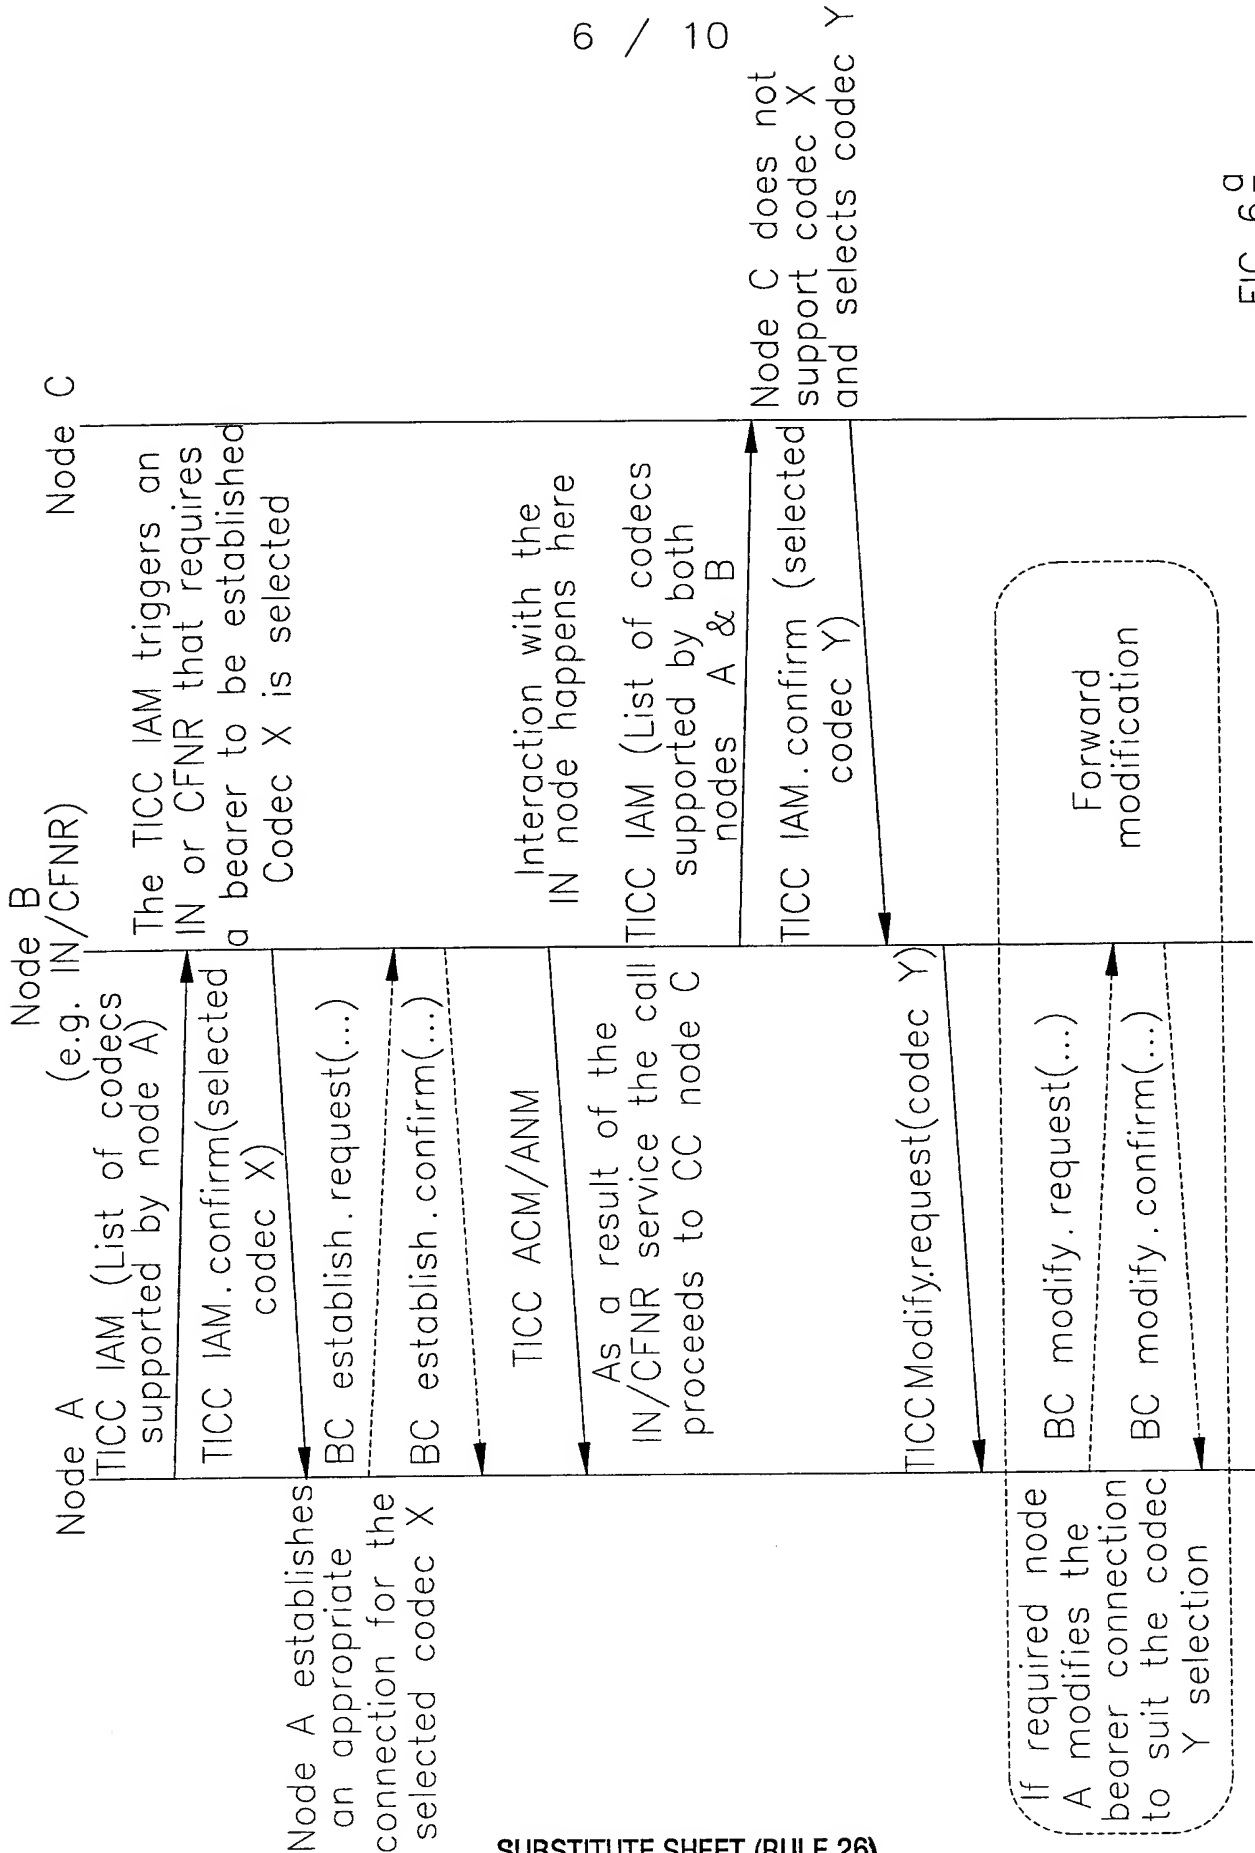 6 / 10
Node A
Node B
(e.g. IN/CFNR)
Node C
TICC IAM (List of codecs
supported by node A)
The TICC IAM triggers an
IN or CFNR that requires
a bearer to be established
Codec X is selected
TICC IAM.confirm(selected
codec X)
Node A establishes
an appropriate
connection for the
selected codec X
BC establish.request(...)
BC establish.confirm(...)
TICC ACM/ANM
Interaction with the
IN node happens here
As a result of the
IN/CFNR service the call
proceeds to CC node C
TICC IAM (List of codecs
supported by both
nodes A & B
Node C does not
support codec X
and selects codec Y
TICC IAM.confirm (selected
codec Y)
TICCModify.request(codec Y)
If required node
A modifies the
bearer connection
to suit the codec
Y selection
BC modify.request(...)
BC modify.confirm(...)
Forward
modification
FIG. 6a
SUBSTITUTE SHEET (RULE 26)